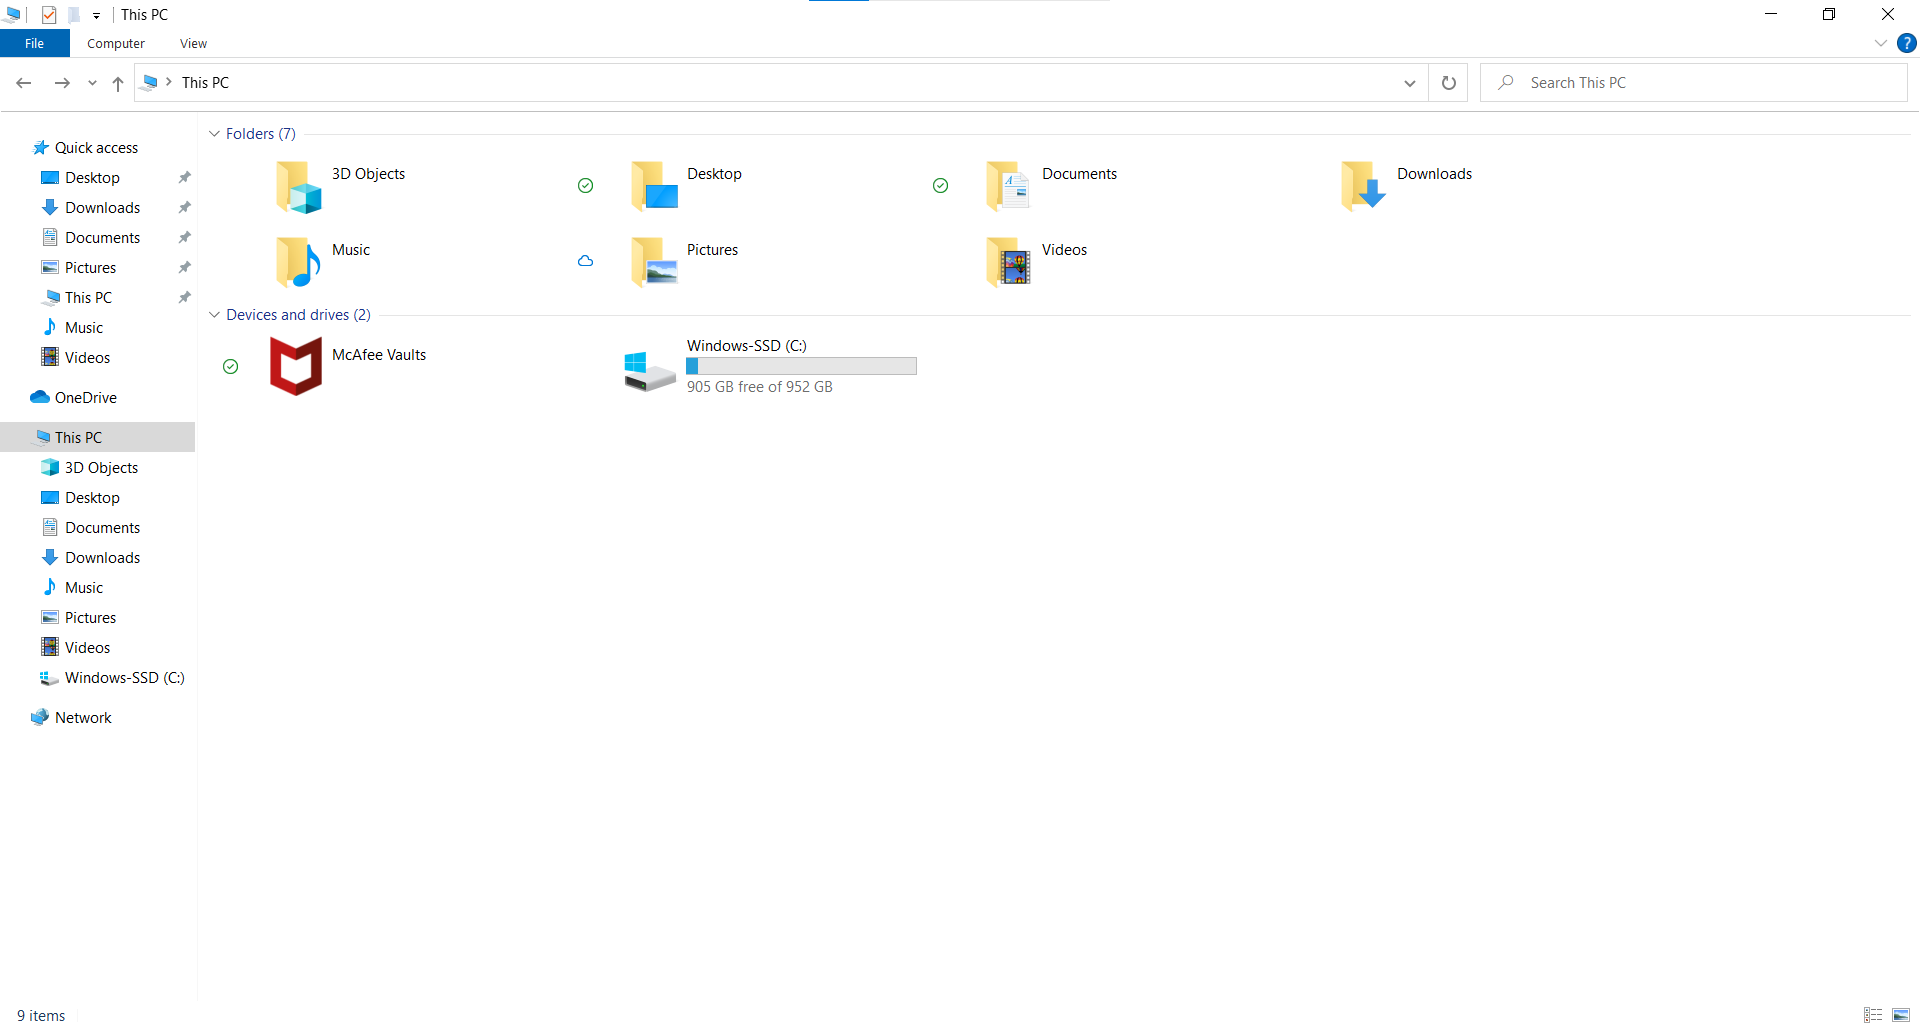 This PC
File Computer View
This PC
Search This PC
Quick access
Desktop
Downloads
Documents
Pictures
This PC
Music
Videos
OneDrive
This PC
3D Objects
Desktop
Documents
Downloads
Music
Pictures
Videos
Windows-SSD (C:)
Network
Folders (7)
3D Objects
Desktop
Documents
Downloads
Music
Pictures
Videos
Devices and drives (2)
McAfee Vaults
Windows-SSD (C:)
905 GB free of 952 GB
9 items